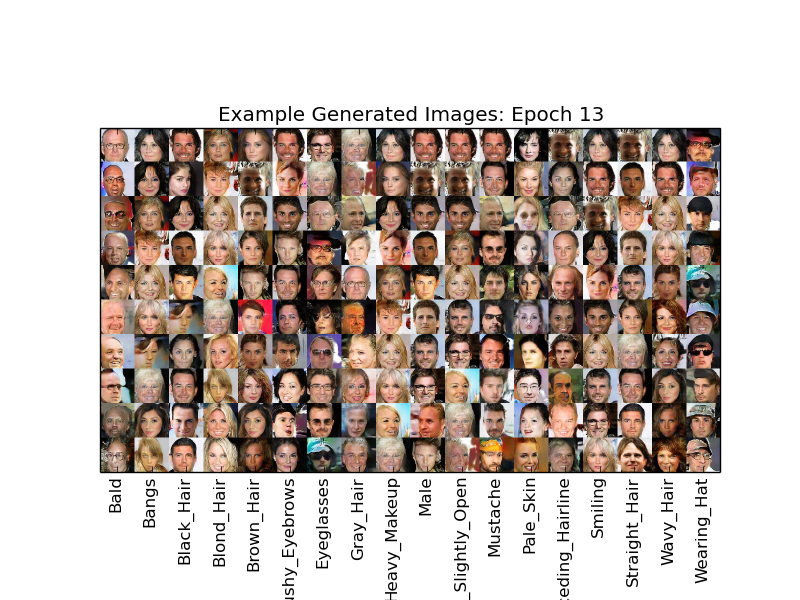 Example Generated Images: Epoch 13
Bald
Bangs
Black_Hair
Blond_Hair
Brown_Hair
ushy_Eyebrows
Eyeglasses
Gray_Hair
Heavy_Makeup
Male
_Slightly_Open
Mustache
Pale_Skin
eding_Hairline
Smiling
Straight_Hair
Wavy_Hair
Wearing_Hat